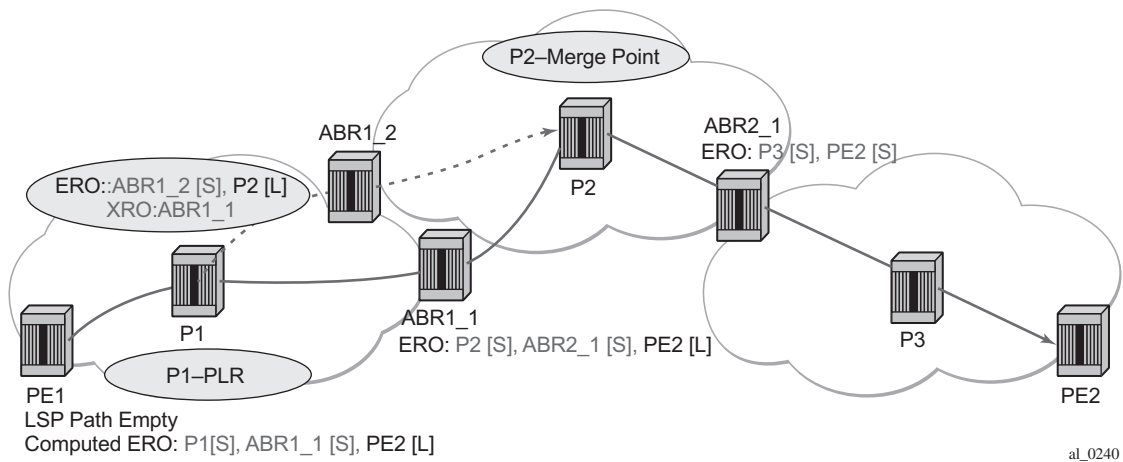 P2–Merge Point
ABR1_2
P2
ABR2_1
ERO: P3 [S], PE2 [S]
ERO::ABR1_2 [S], P2 [L]
XRO:ABR1_1
P1
ABR1_1
ERO: P2 [S], ABR2_1 [S], PE2 [L]
P3
P1–PLR
PE1
LSP Path Empty
Computed ERO: P1[S], ABR1_1 [S], PE2 [L]
PE2
al_0240